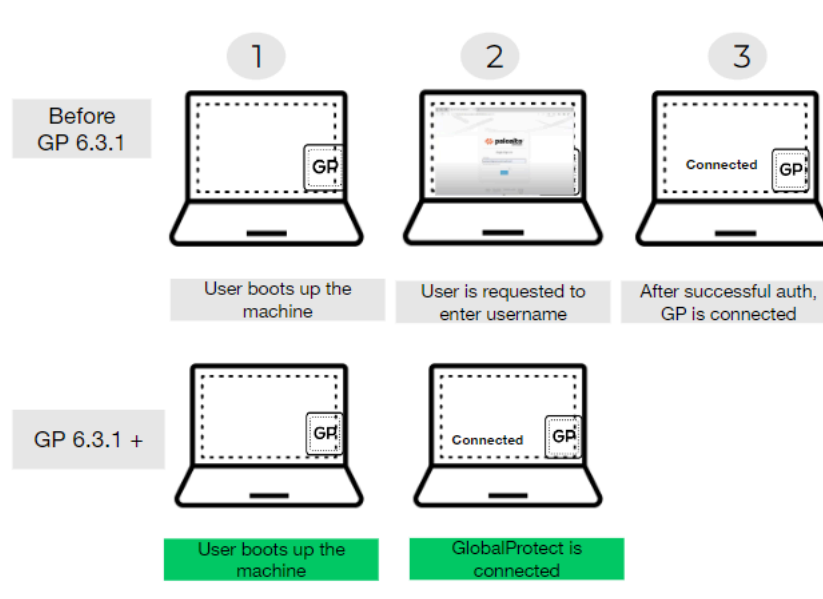 1
2
3
Before
GP 6.3.1
GP
paloalto
Connected
GP
User boots up the
machine
User is requested to
enter username
After successful auth,
GP is connected
GP 6.3.1 +
GP
Connected
GP
User boots up the
machine
GlobalProtect is
connected